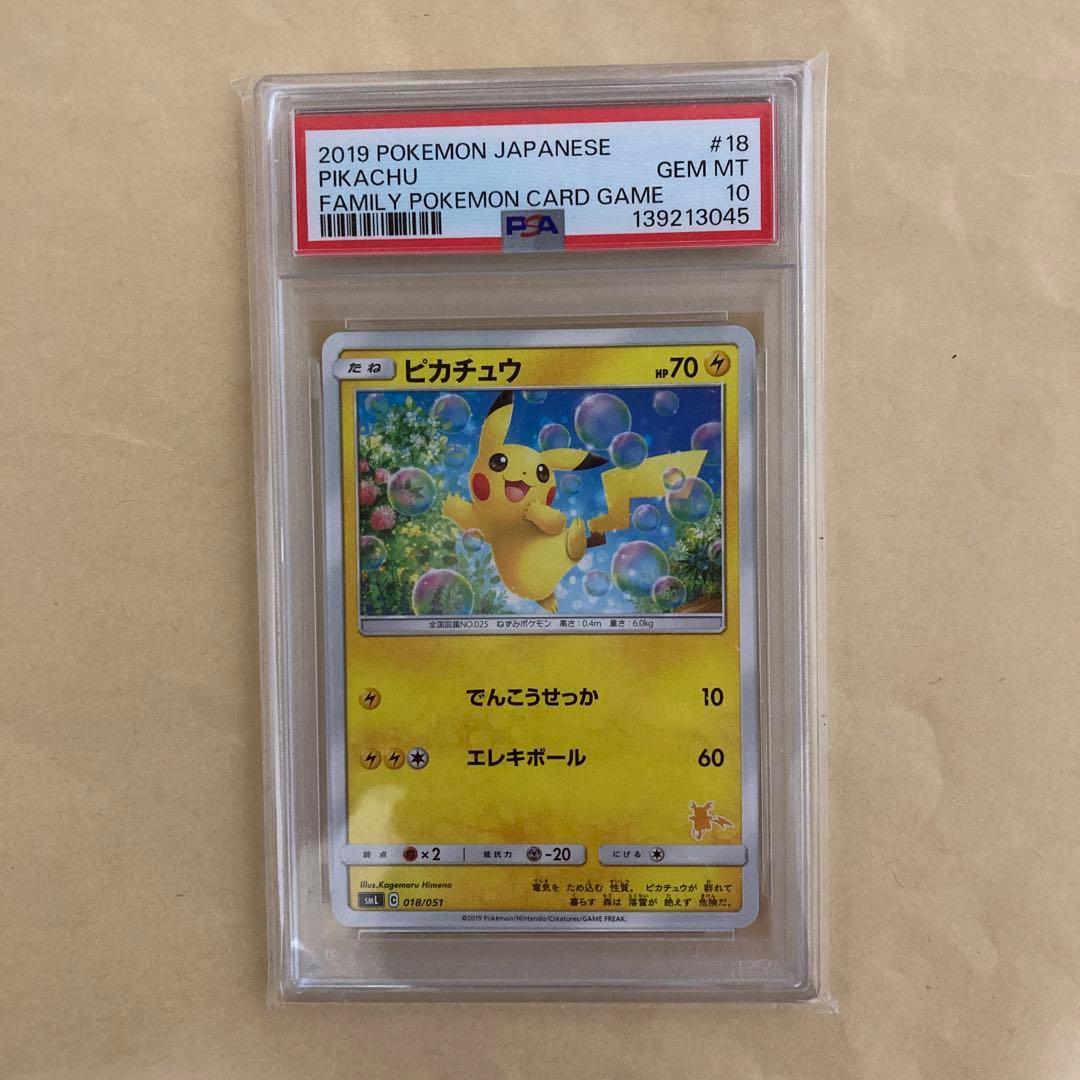 2019 POKEMON JAPANESE #18
PIKACHU GEM MT
FAMILY POKEMON CARD GAME 10
PSA 139213045
たね ピカチュウ HP70
全国図鑑NO.025 ねずみポケモン 高さ:0.4m 重さ:6.0kg
でんこうせっか 10
エレキボール 60
弱点 ×2 抵抗力 -20 にげる
Illus.Kagemaru Himeno
電気を ため込む 性質。 ピカチュウが 群れて
暮らす 森は 落雷が 絶えず 危険だ。
SML C 018/051
©2019 Pokémon/Nintendo/Creatures/GAME FREAK.